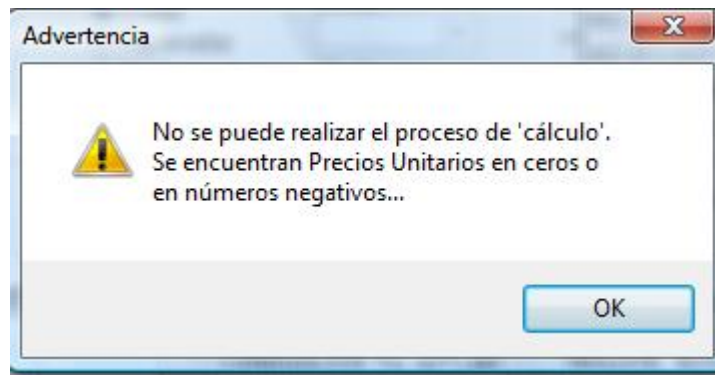 Advertencia
No se puede realizar el proceso de 'cálculo'.
Se encuentran Precios Unitarios en ceros o
en números negativos...
OK